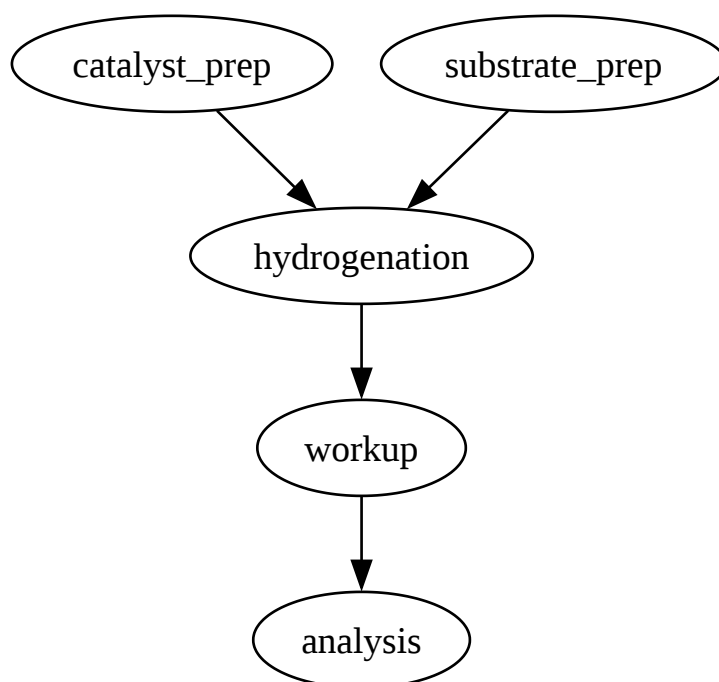 catalyst_prep
substrate_prep
hydrogenation
workup
analysis